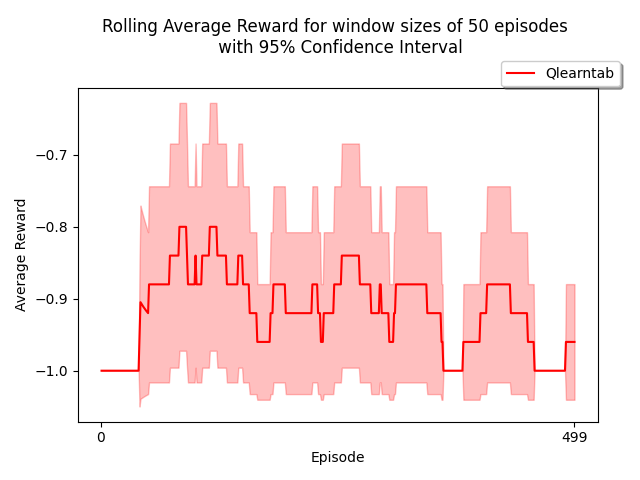 Rolling Average Reward for window sizes of 50 episodes
with 95% Confidence Interval
Qlearntab
−0.7
−0.8
−0.9
−1.0
Average Reward
0
499
Episode